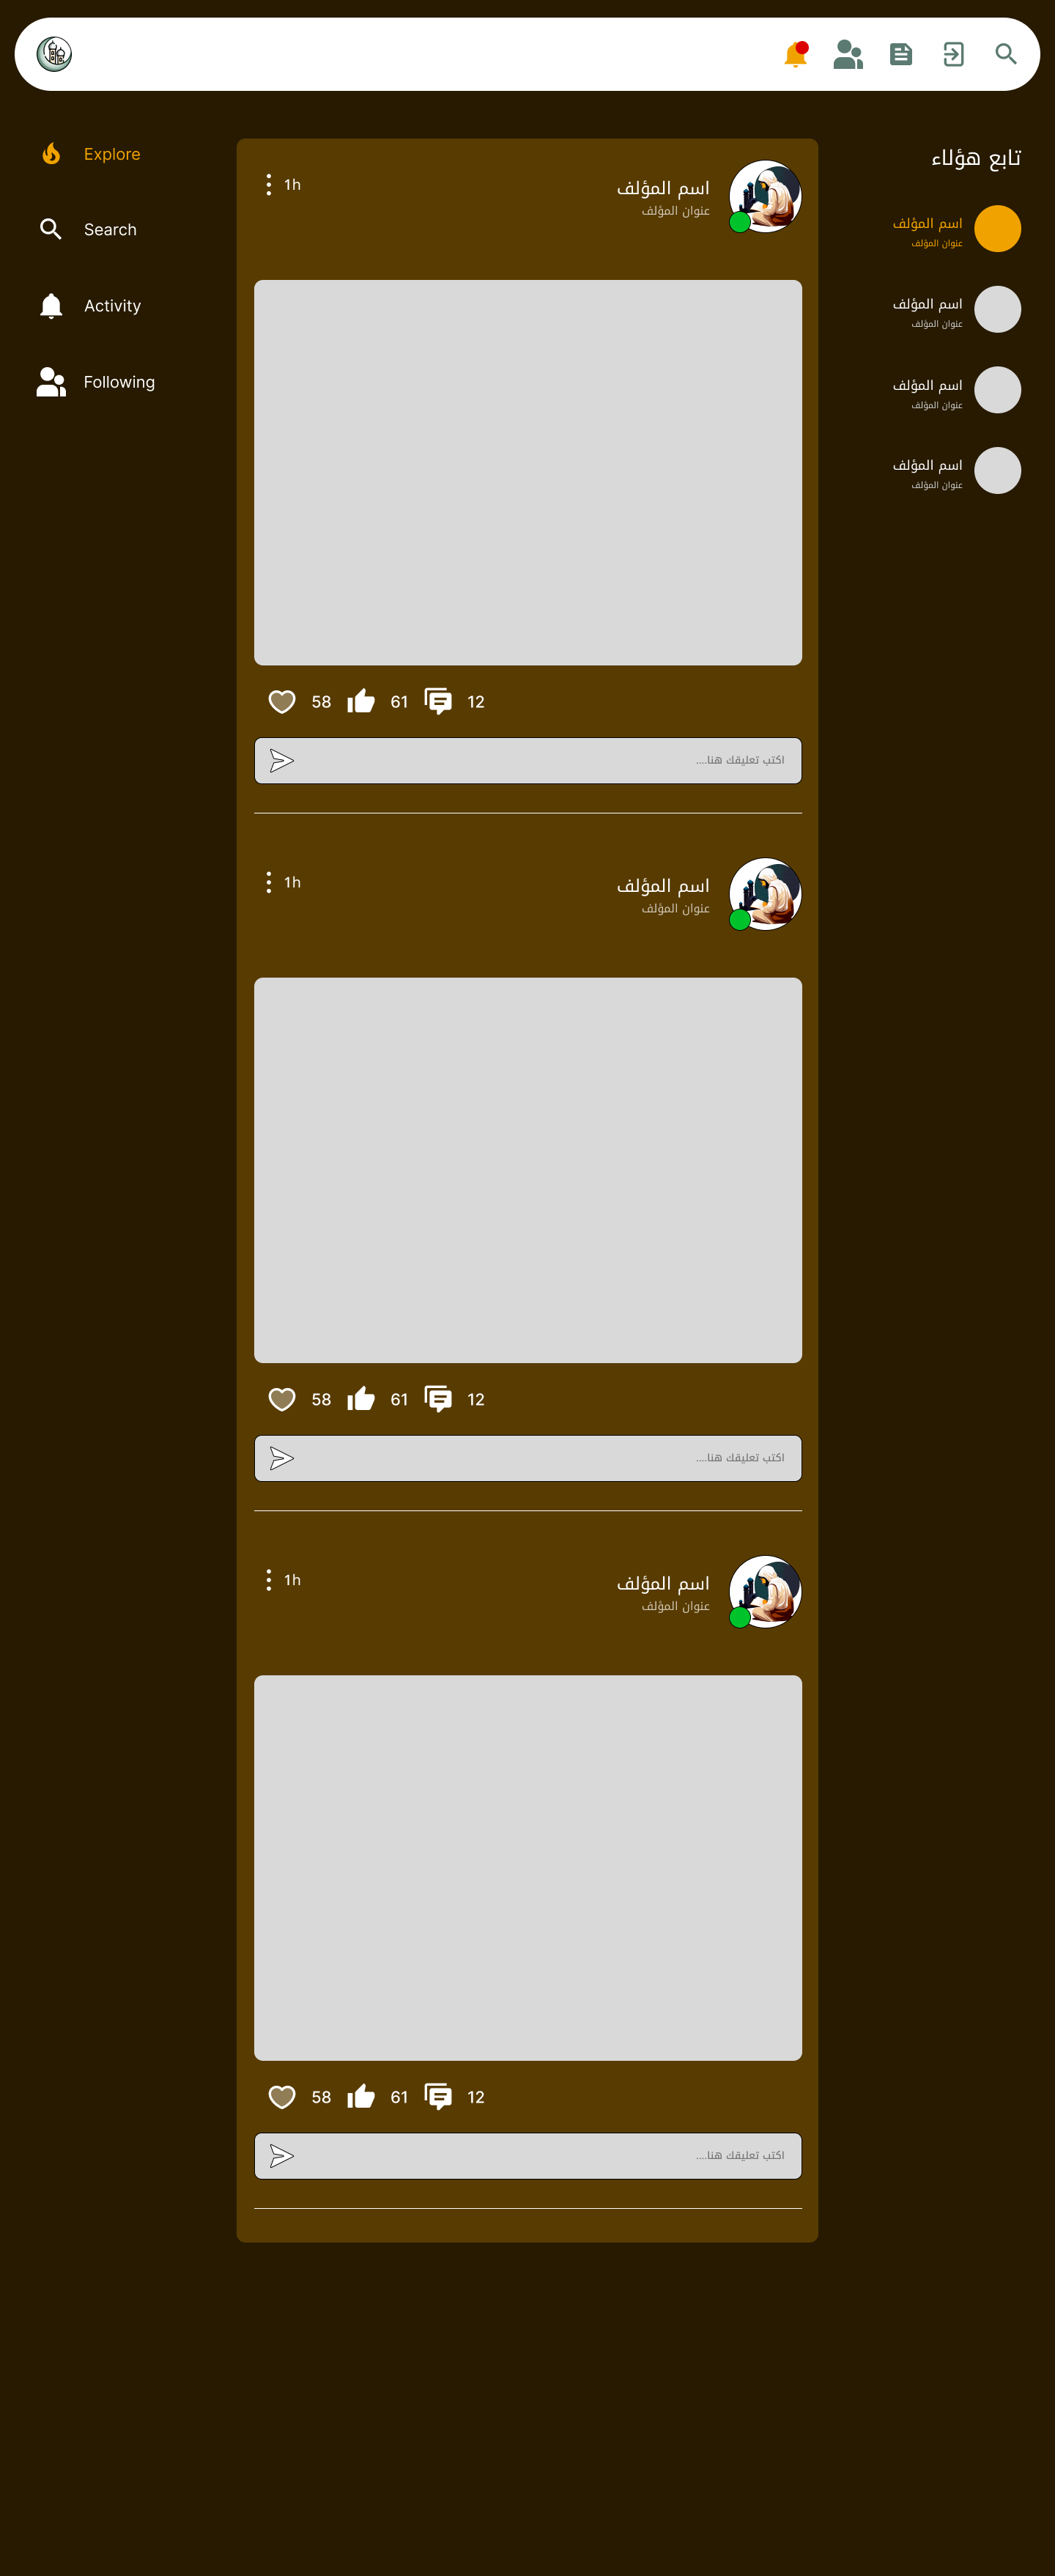 Explore
Search
Activity
Following
1h
اسم المؤلف
عنوان المؤلف
58
61
12
اكتب تعليقك هنا....
1h
اسم المؤلف
عنوان المؤلف
58
61
12
اكتب تعليقك هنا....
1h
اسم المؤلف
عنوان المؤلف
58
61
12
اكتب تعليقك هنا....
تابع هؤلاء
اسم المؤلف
عنوان المؤلف
اسم المؤلف
عنوان المؤلف
اسم المؤلف
عنوان المؤلف
اسم المؤلف
عنوان المؤلف